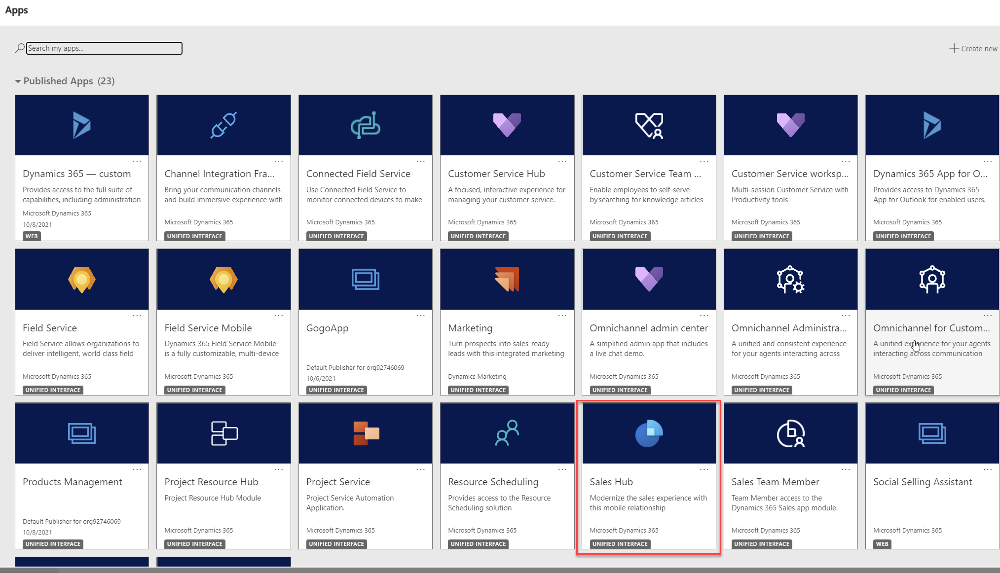 Apps
Search my apps...
Create new
Published Apps (23)
...
Dynamics 365 — custom
Provides access to the full suite of
capabilities, including administration
Microsoft Dynamics 365
10/8/2021
WEB
...
Channel Integration Fra...
Bring your communication channels
and build immersive experience with
Microsoft Dynamics 365
UNIFIED INTERFACE
...
Connected Field Service
Use Connected Field Service to
monitor connected devices to make
Microsoft Dynamics 365
UNIFIED INTERFACE
...
Customer Service Hub
A focused, interactive experience for
managing your customer service.
Microsoft Dynamics 365
UNIFIED INTERFACE
...
Customer Service Team ...
Enable employees to self-serve
by searching for knowledge articles
Microsoft Dynamics 365
UNIFIED INTERFACE
...
Customer Service worksp...
Multi-session Customer Service with
Productivity tools
Microsoft Dynamics 365
UNIFIED INTERFACE
...
Dynamics 365 App for O...
Provides access to Dynamics 365
App for Outlook for enabled users.
Microsoft Dynamics 365
UNIFIED INTERFACE
...
Field Service
Field Service allows organizations to
deliver intelligent, world class field
Microsoft Dynamics 365
UNIFIED INTERFACE
...
Field Service Mobile
Dynamics 365 Field Service Mobile
is a fully customizable, multi-device
Microsoft Dynamics 365
UNIFIED INTERFACE
...
GogoApp
Default Publisher for org92746069
10/6/2021
UNIFIED INTERFACE
...
Marketing
Turn prospects into sales-ready
leads with this integrated marketing
Dynamics Marketing
UNIFIED INTERFACE
...
Omnichannel admin center
A simplified admin app that includes
a live chat demo.
Microsoft Dynamics 365
UNIFIED INTERFACE
...
Omnichannel Administra...
A unified and consistent experience
for your agents interacting across
Microsoft Dynamics 365
UNIFIED INTERFACE
...
Omnichannel for Custom...
A unified experience for your agents
interacting across communication
Microsoft Dynamics 365
UNIFIED INTERFACE
...
Products Management
Default Publisher for org92746069
10/8/2021
UNIFIED INTERFACE
...
Project Resource Hub
Project Resource Hub Module
Microsoft Dynamics 365
UNIFIED INTERFACE
...
Project Service
Project Service Automation
Application.
Microsoft Dynamics 365
UNIFIED INTERFACE
...
Resource Scheduling
Provides access to the Resource
Scheduling solution
Microsoft Dynamics 365
UNIFIED INTERFACE
...
Sales Hub
Modernize the sales experience with
this mobile relationship
Microsoft Dynamics 365
UNIFIED INTERFACE
...
Sales Team Member
Team Member access to the
Dynamics 365 Sales app module.
Microsoft Dynamics 365
UNIFIED INTERFACE
...
Social Selling Assistant
Microsoft Dynamics 365
WEB